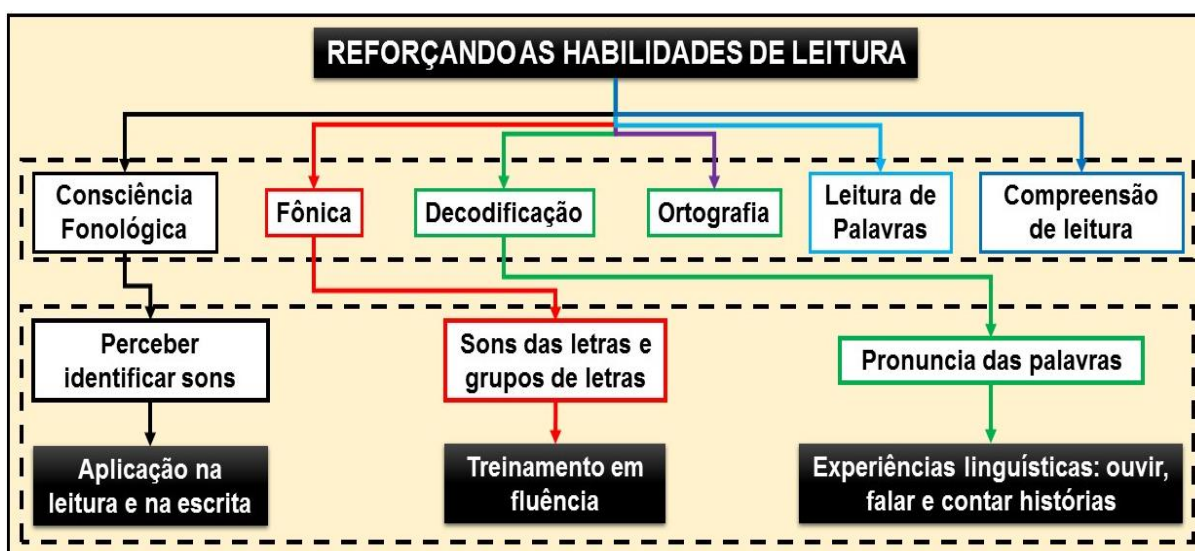 REFORÇANDO AS HABILIDADES DE LEITURA
Consciência
Fonológica
Fônica
Decodificação
Ortografia
Leitura de
Palavras
Compreensão
de leitura
Perceber
identificar sons
Sons das letras e
grupos de letras
Pronuncia das palavras
Aplicação na
leitura e na escrita
Treinamento em
fluência
Experiências linguísticas: ouvir,
falar e contar histórias